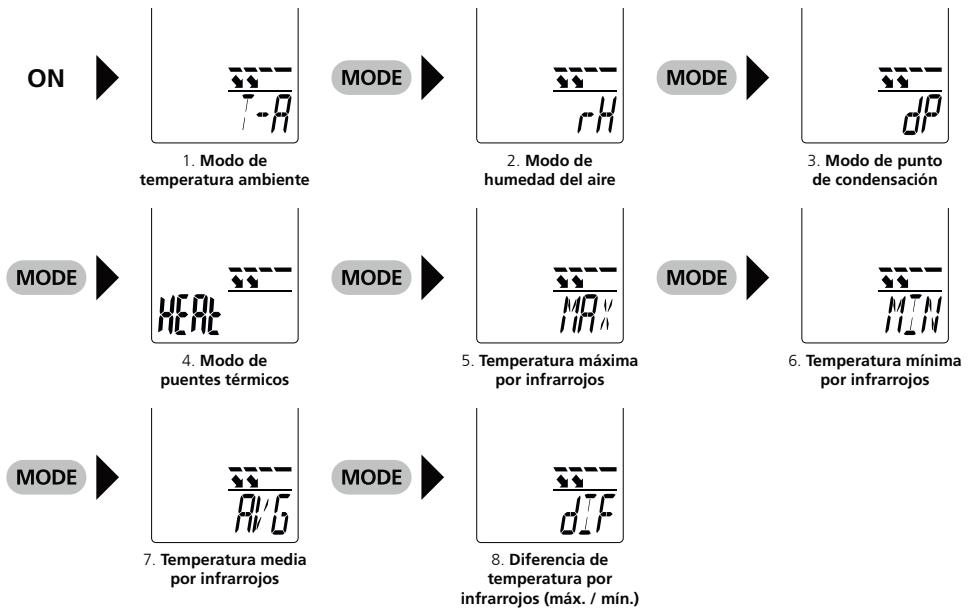 ON
T-A
1. Modo de
temperatura ambiente
MODE
rH
2. Modo de
humedad del aire
MODE
dP
3. Modo de punto
de condensación
MODE
HEAt
4. Modo de
puentes térmicos
MODE
MAX
5. Temperatura máxima
por infrarrojos
MODE
MIN
6. Temperatura mínima
por infrarrojos
MODE
AVG
7. Temperatura media
por infrarrojos
MODE
dIF
8. Diferencia de
temperatura por
infrarrojos (máx. / mín.)